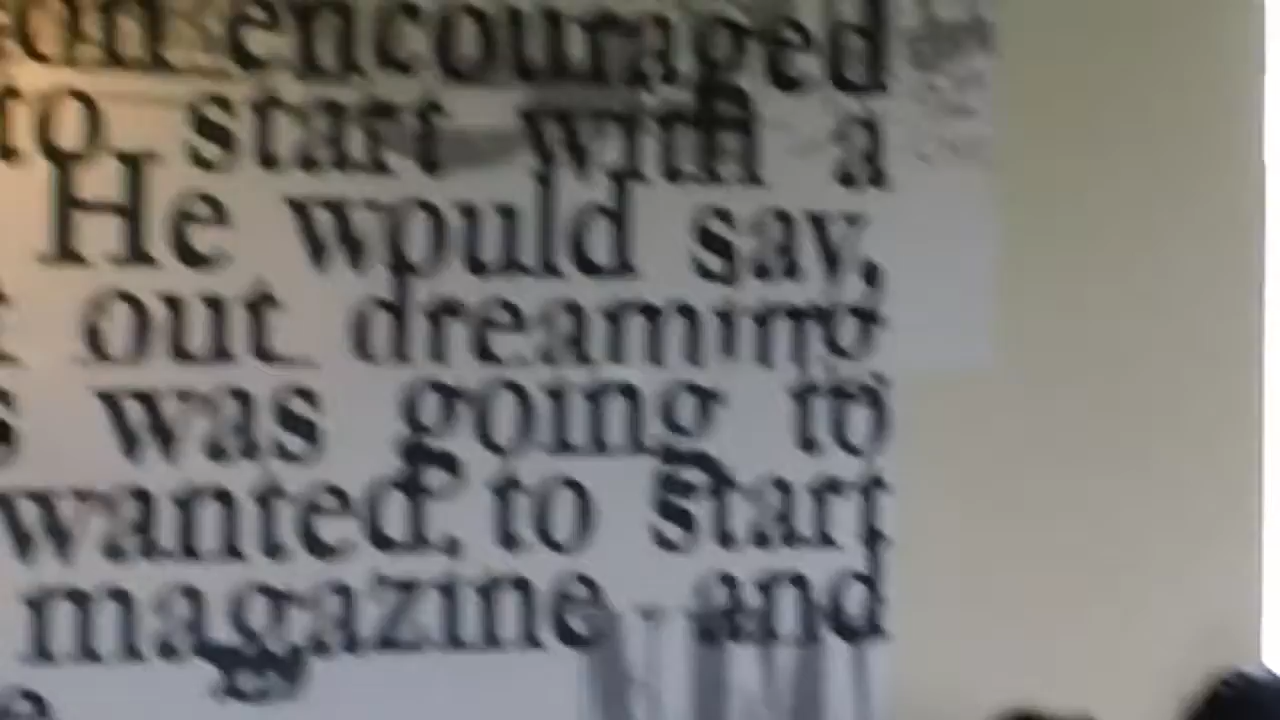 encouraged
to start with a
He would say,
out dreaming
was going to
wanted to start
magazine and